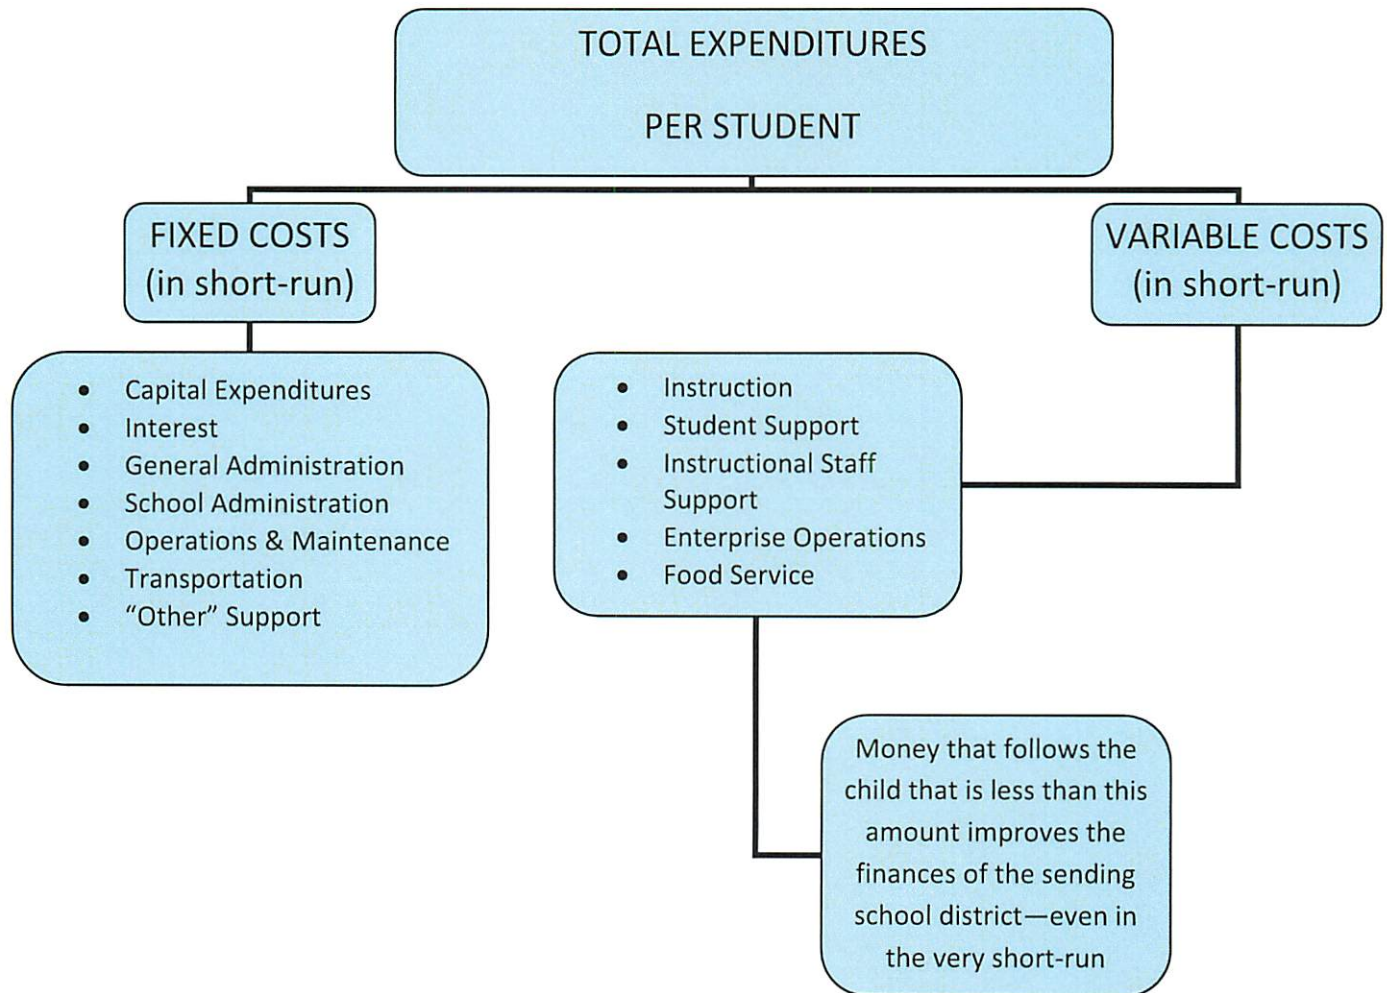 TOTAL EXPENDITURES
PER STUDENT
FIXED COSTS
(in short-run)
VARIABLE COSTS
(in short-run)
• Capital Expenditures
• Interest
• General Administration
• School Administration
• Operations & Maintenance
• Transportation
• “Other” Support
• Instruction
• Student Support
• Instructional Staff
Support
• Enterprise Operations
• Food Service
Money that follows the
child that is less than this
amount improves the
finances of the sending
school district—even in
the very short-run